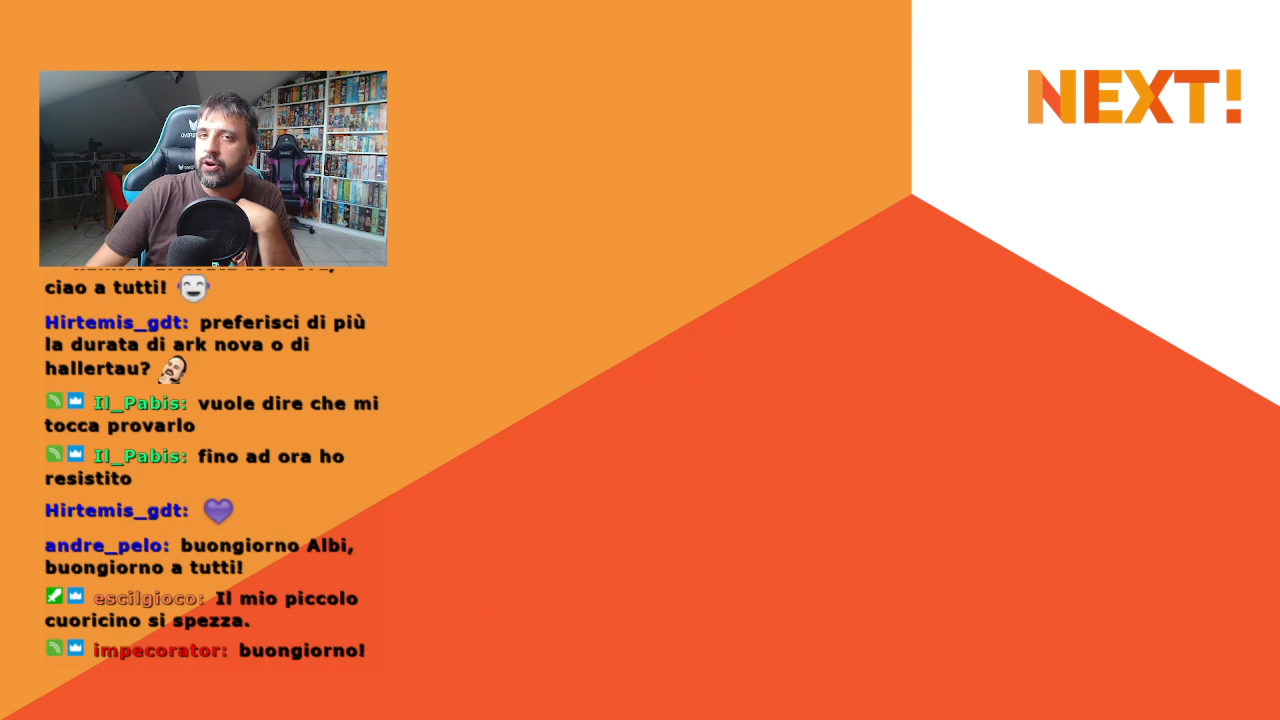 NEXT!
ciao a tutti!
Hirtemis_gdt: preferisci di più
la durata di ark nova o di
hallertau?
Il_Pabis: vuole dire che mi
tocca provarlo
Il_Pabis: fino ad ora ho
resistito
Hirtemis_gdt:
andre_pelo: buongiorno Albi,
buongiorno a tutti!
escilgioco: Il mio piccolo
cuoricino si spezza.
impecorator: buongiorno!